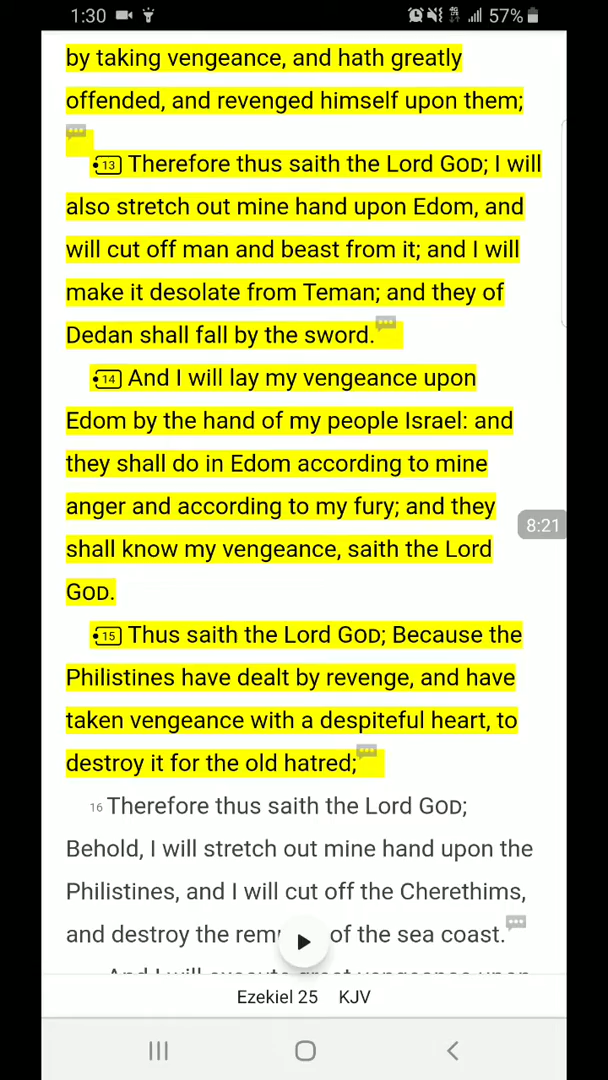 1:30 57%
by taking vengeance, and hath greatly
offended, and revenged himself upon them;
13 Therefore thus saith the Lord GOD; I will
also stretch out mine hand upon Edom, and
will cut off man and beast from it; and I will
make it desolate from Teman; and they of
Dedan shall fall by the sword.
14 And I will lay my vengeance upon
Edom by the hand of my people Israel: and
they shall do in Edom according to mine
anger and according to my fury; and they
8:21
shall know my vengeance, saith the Lord
GOD.
15 Thus saith the Lord GOD; Because the
Philistines have dealt by revenge, and have
taken vengeance with a despiteful heart, to
destroy it for the old hatred;
16 Therefore thus saith the Lord GOD;
Behold, I will stretch out mine hand upon the
Philistines, and I will cut off the Cherethims,
and destroy the of the sea coast.
And I will execute great vengeance upon
Ezekiel 25 KJV